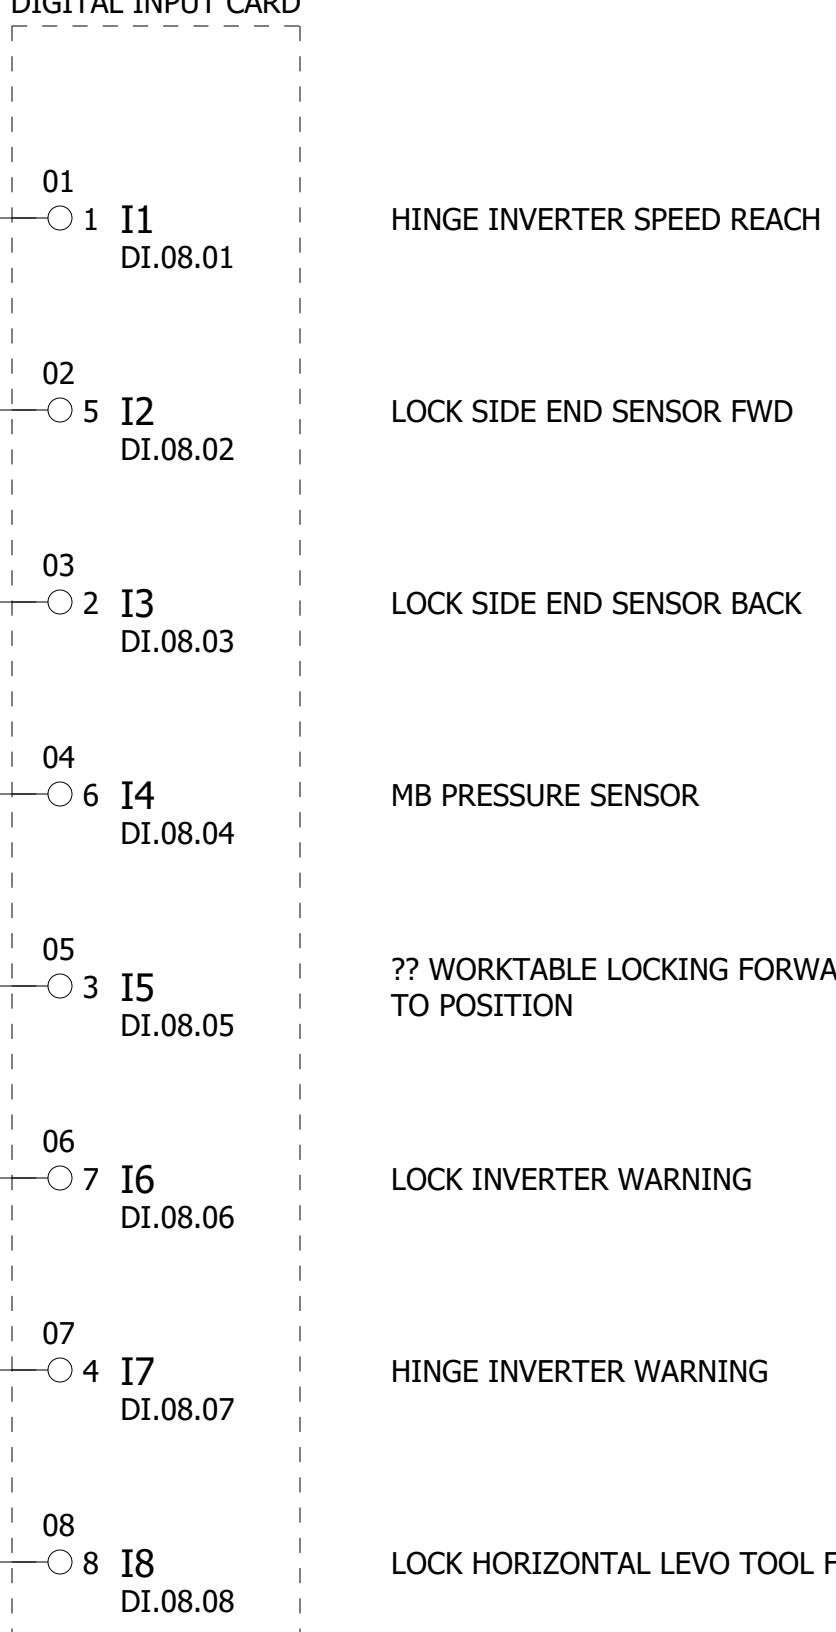 DIGITAL INPUT CARD
01
1 I1 HINGE INVERTER SPEED REACH
DI.08.01
02
5 I2 LOCK SIDE END SENSOR FWD
DI.08.02
03
2 I3 LOCK SIDE END SENSOR BACK
DI.08.03
04
6 I4 MB PRESSURE SENSOR
DI.08.04
05
3 I5 ?? WORKTABLE LOCKING
TO POSITION
DI.08.05
06
7 I6 LOCK INVERTER WARNING
DI.08.06
07
4 I7 HINGE INVERTER WARNING
DI.08.07
08
8 I8 LOCK HORIZONTAL LEVO TOOL
DI.08.08